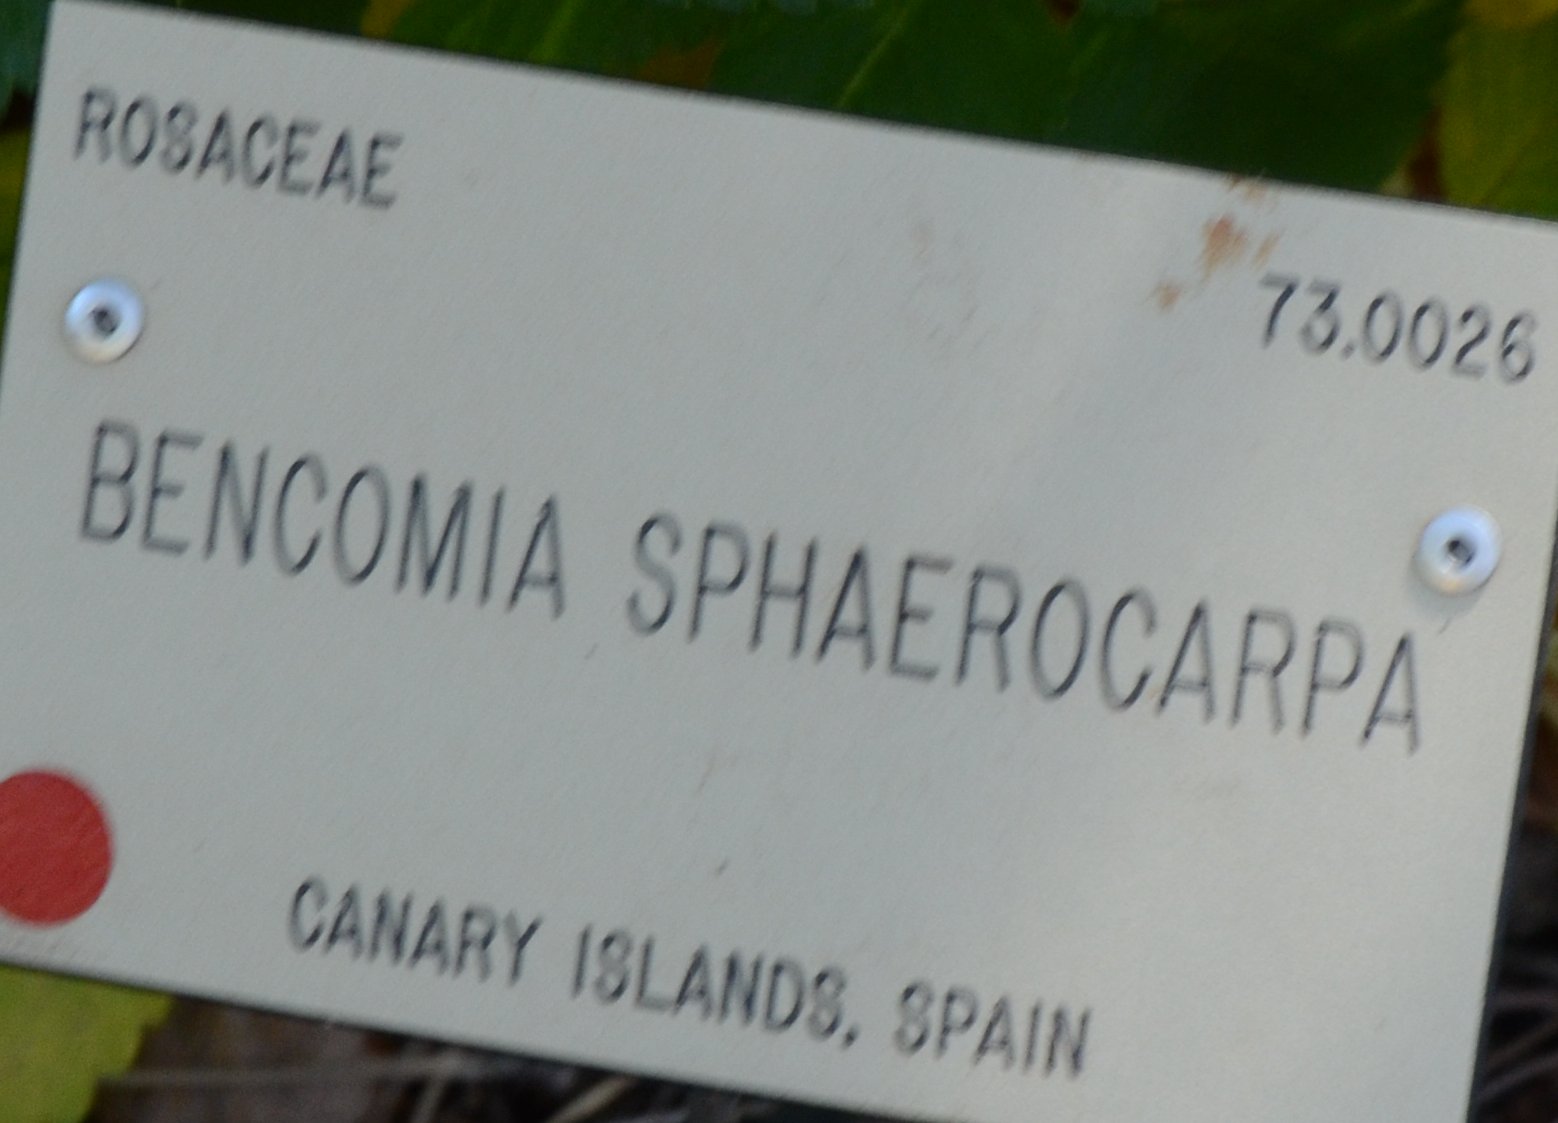 ROSACEAE
73.0026
BENCOMIA SPHAEROCARPA
CANARY ISLANDS, SPAIN